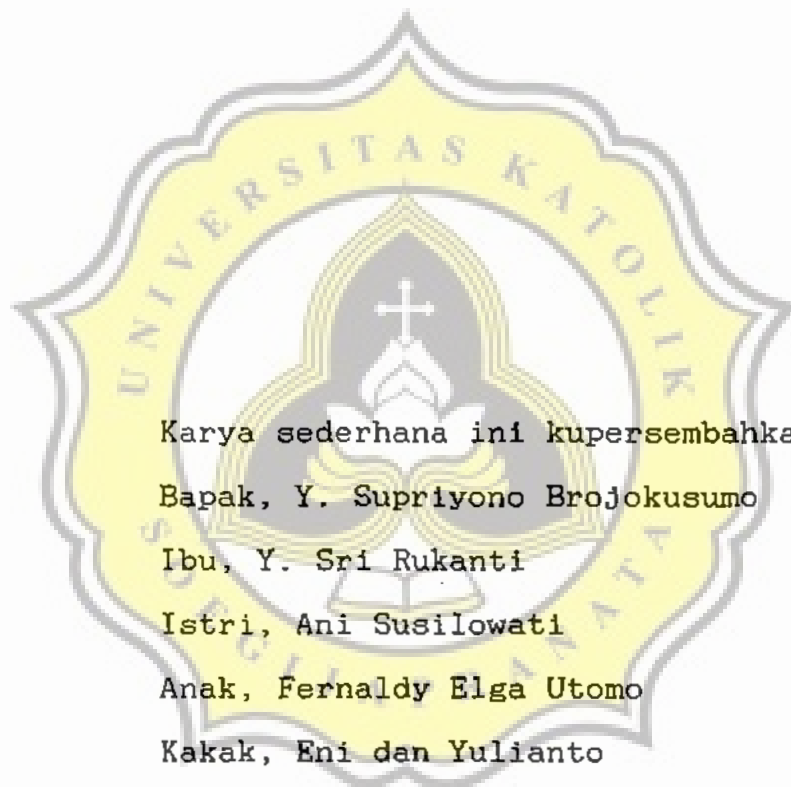 UNIVERSITAS KATOLIK
SOEGIJAPRANATA
Karya sederhana ini kupersembahka
Bapak, Y. Supriyono Brojokusumo
Ibu, Y. Sri Rukanti
Istri, Ani Susilowati
Anak, Fernaldy Elga Utomo
Kakak, Eni dan Yulianto